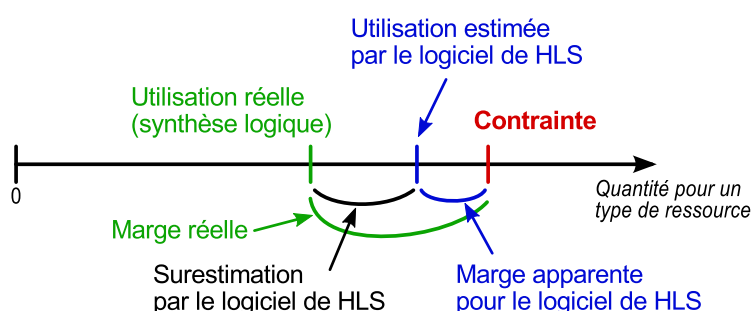 Utilisation estimée
par le logiciel de HLS
Utilisation réelle
(synthèse logique)
Contrainte
0
Quantité pour un
type de ressource
Marge réelle
Surestimation
par le logiciel de HLS
Marge apparente
pour le logiciel de HLS